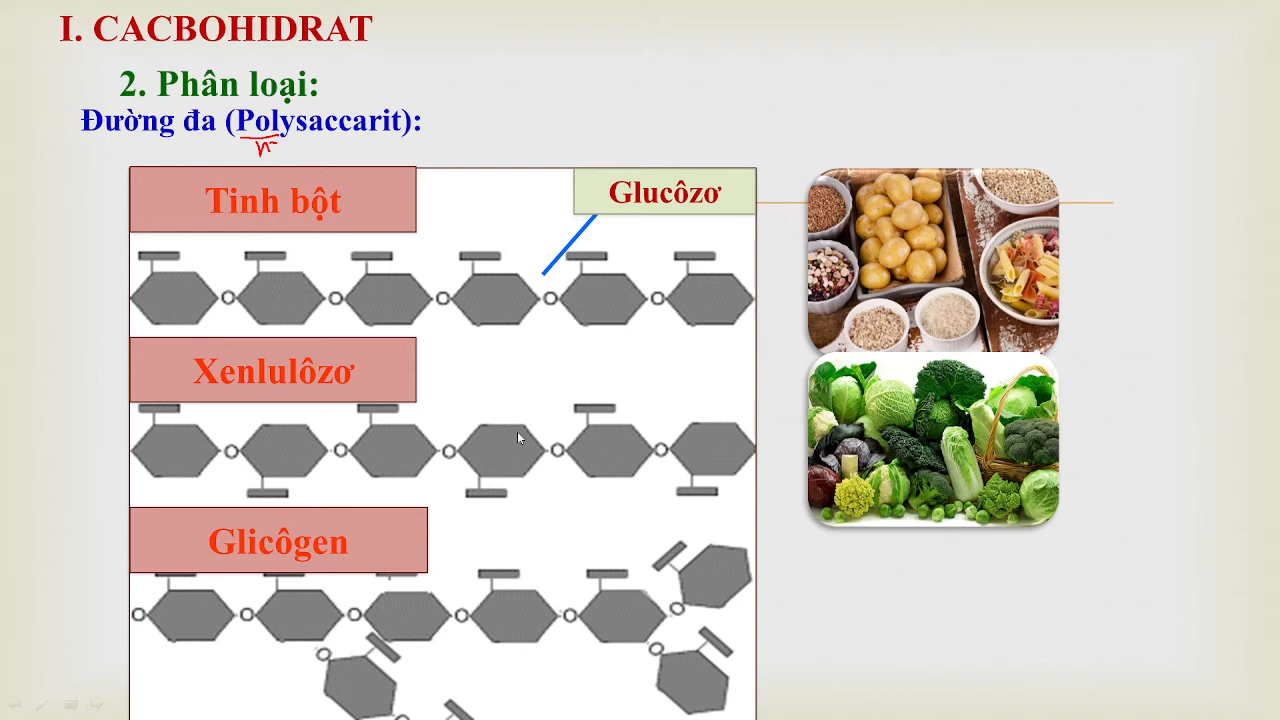 I. CACBOHIDRAT
2. Phân loại:
Đường đa (Polysaccarit):
n
Tinh bột
Glucôzơ
O O O O O
Xenlulôzơ
O O O O O
Glicôgen
O O O O O O
O O
O